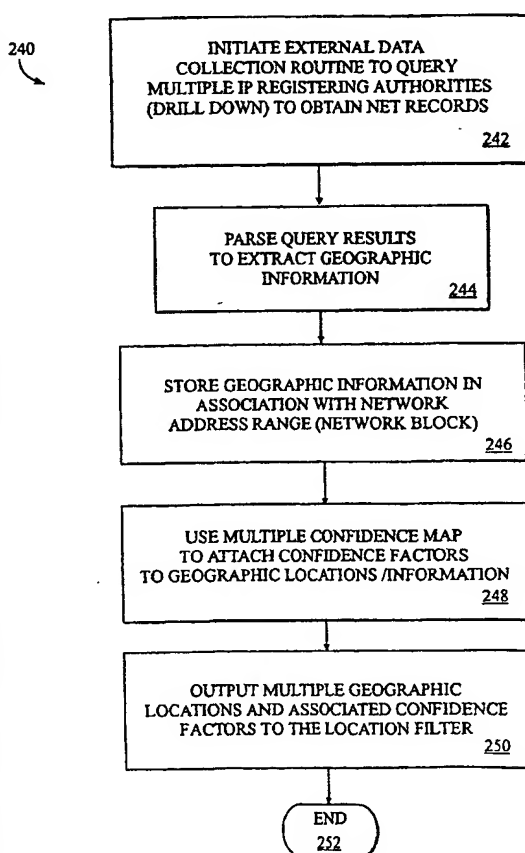 240
INITIATE EXTERNAL DATA
COLLECTION ROUTINE TO QUERY
MULTIPLE IP REGISTERING AUTHORITIES
(DRILL DOWN) TO OBTAIN NET RECORDS
242
PARSE QUERY RESULTS
TO EXTRACT GEOGRAPHIC
INFORMATION
244
STORE GEOGRAPHIC INFORMATION IN
ASSOCIATION WITH NETWORK
ADDRESS RANGE (NETWORK BLOCK)
246
USE MULTIPLE CONFIDENCE MAP
TO ATTACH CONFIDENCE FACTORS
TO GEOGRAPHIC LOCATIONS /INFORMATION
248
OUTPUT MULTIPLE GEOGRAPHIC
LOCATIONS AND ASSOCIATED CONFIDENCE
FACTORS TO THE LOCATION FILTER
250
END
252